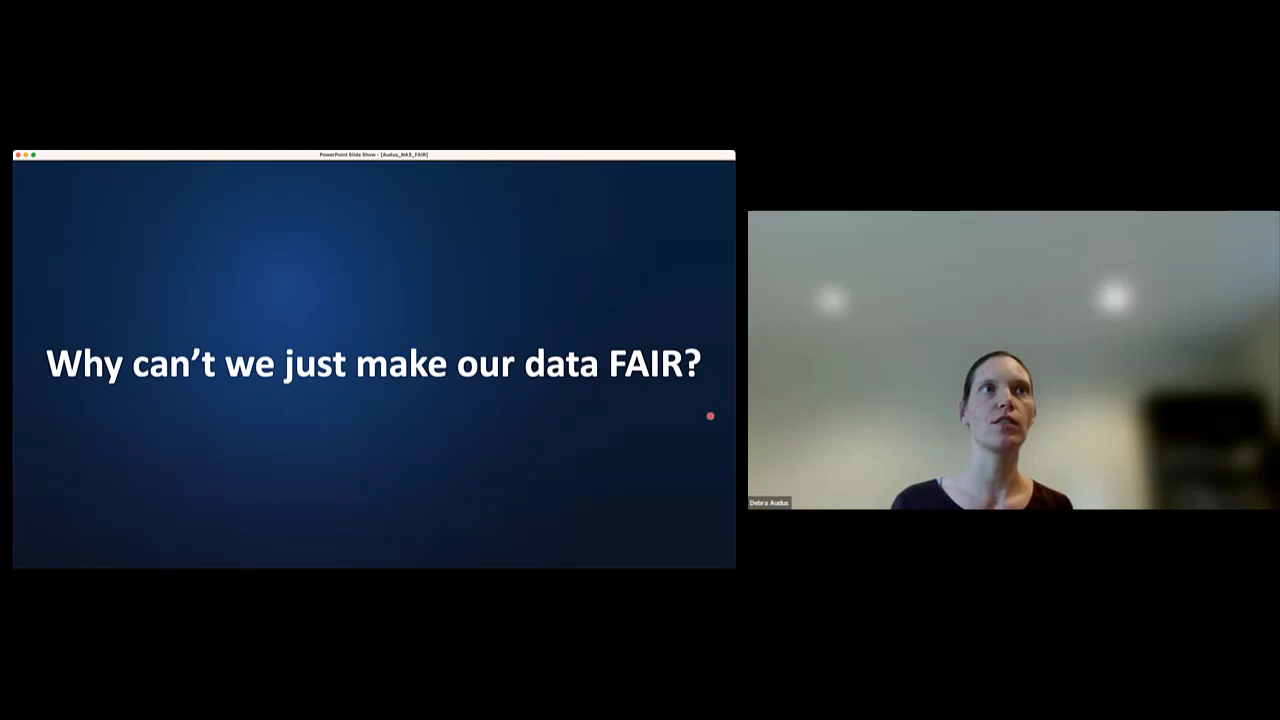 PowerPoint Slide Show - [Audus_NAS_FAIR]
Why can't we just make our data FAIR?
Debra Audus